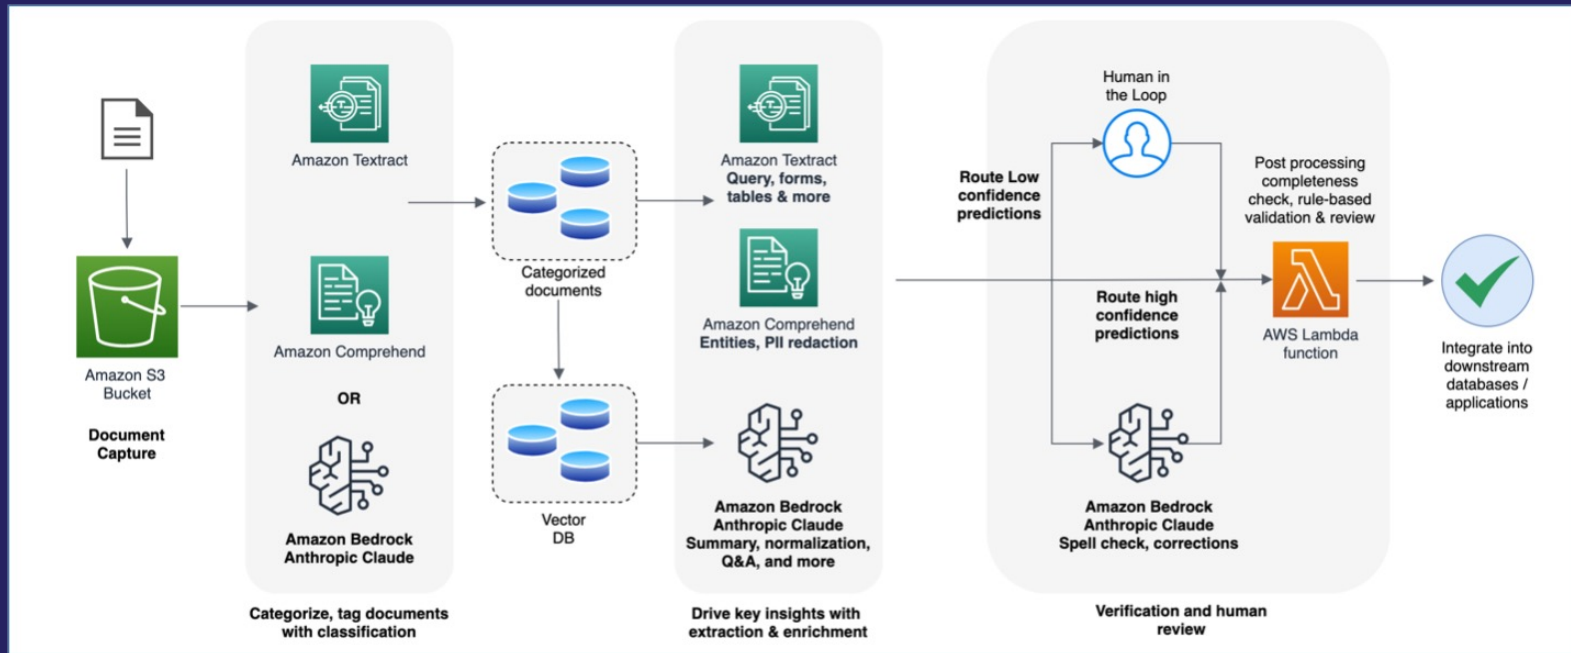 Amazon S3
Bucket
Document
Capture
Amazon Textract
Amazon Comprehend
OR
Amazon Bedrock
Anthropic Claude
Categorize, tag documents
with classification
Categorized
documents
Vector
DB
Amazon Textract
Query, forms,
tables & more
Amazon Comprehend
Entities, PII redaction
Amazon Bedrock
Anthropic Claude
Summary, normalization,
Q&A, and more
Drive key insights with
extraction & enrichment
Human in
the Loop
Route Low
confidence
predictions
Route high
confidence
predictions
Amazon Bedrock
Anthropic Claude
Spell check, corrections
Post processing
completeness
check, rule-based
validation & review
AWS Lambda
function
Verification and human
review
Integrate into
downstream
databases /
applications